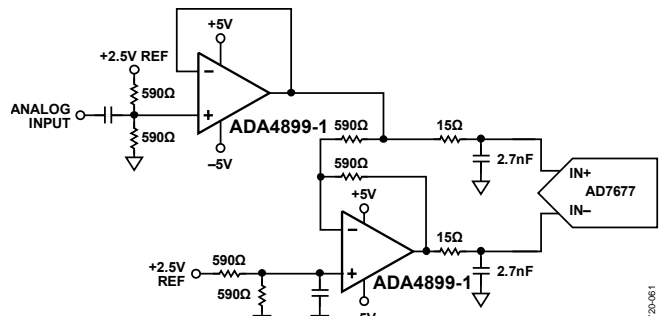 +5V
+2.5V REF
590Ω
ANALOG
INPUT
590Ω
ADA4899-1
–5V
590Ω
15Ω
590Ω
2.7nF
IN+
AD7677
IN–
+5V
15Ω
+2.5V
REF
590Ω
590Ω
ADA4899-1
2.7nF